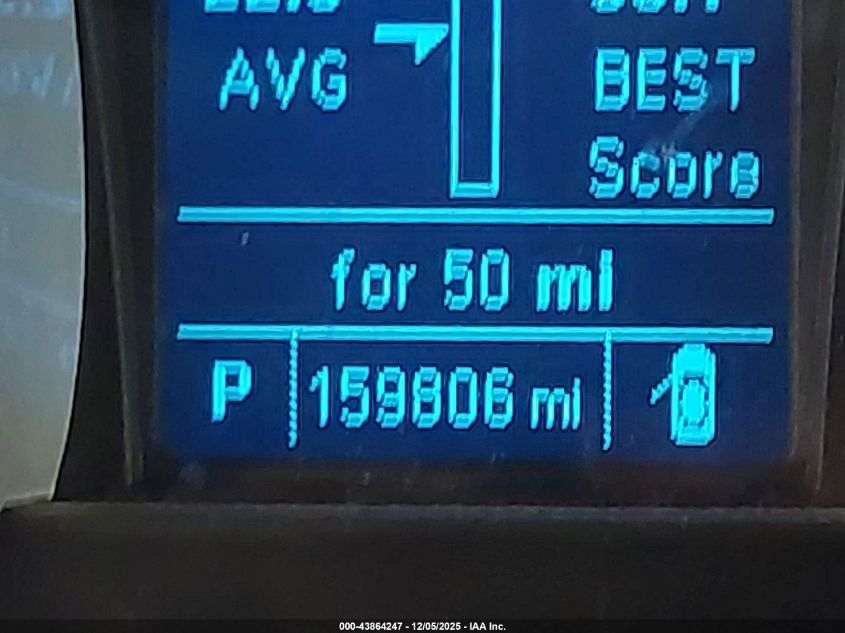 AVG BEST
Score
for 50 mi
P 159806 mi
000-43864247 - 12/05/2025 - IAA Inc.